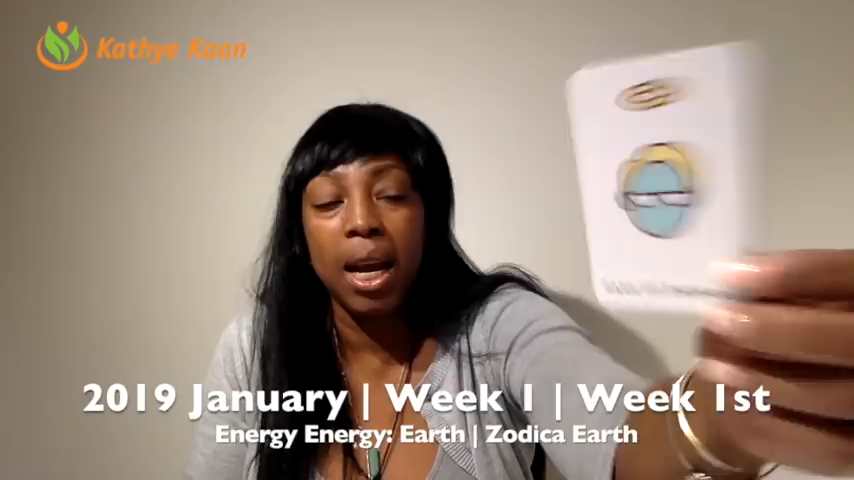 Kathye Kaan
2019 January | Week 1 | Week 1st
Energy Energy: Earth | Zodica Earth